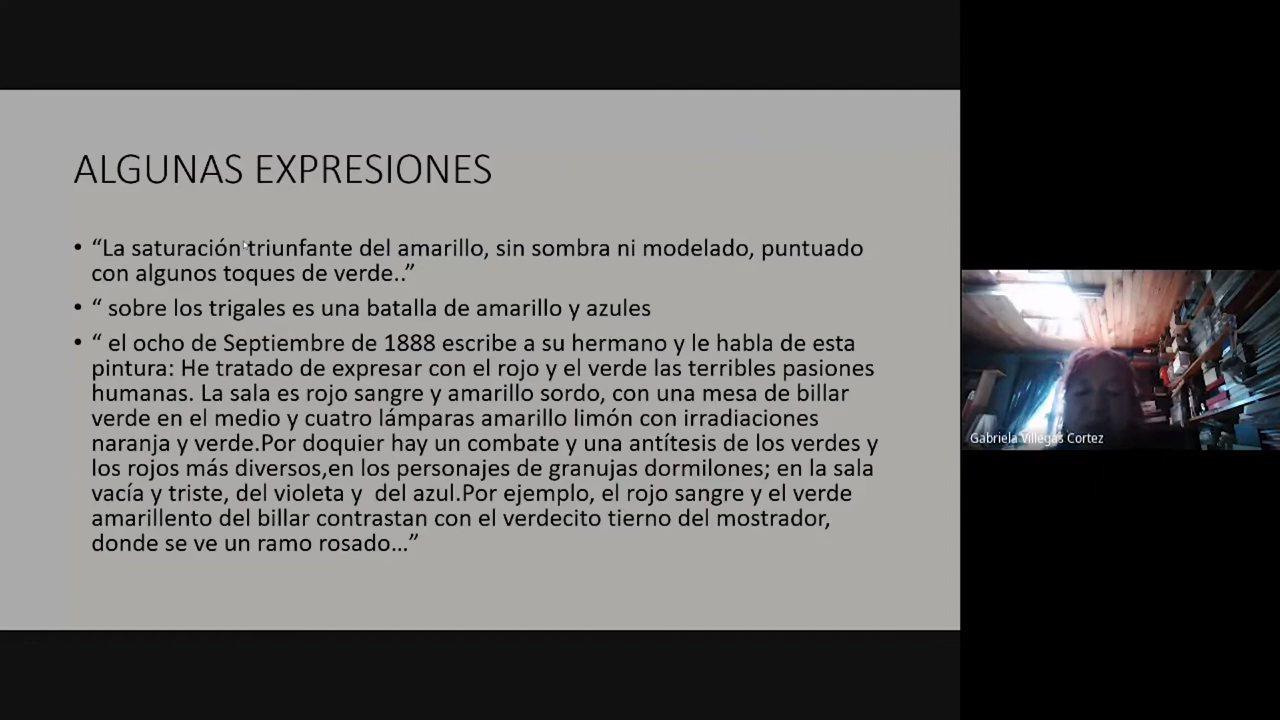 ALGUNAS EXPRESIONES
• “La saturación triunfante del amarillo, sin sombra ni modelado, puntuado
con algunos toques de verde..”
• “ sobre los trigales es una batalla de amarillo y azules
• “ el ocho de Septiembre de 1888 escribe a su hermano y le habla de esta
pintura: He tratado de expresar con el rojo y el verde las terribles pasiones
humanas. La sala es rojo sangre y amarillo sordo, con una mesa de billar
verde en el medio y cuatro lámparas amarillo limón con irradiaciones
naranja y verde.Por doquier hay un combate y una antítesis de los verdes y
los rojos más diversos,en los personajes de granujas dormilones; en la sala
vacía y triste, del violeta y  del azul.Por ejemplo, el rojo sangre y el verde
amarillento del billar contrastan con el verdecito tierno del mostrador,
donde se ve un ramo rosado…”
Gabriela Villegas Cortez